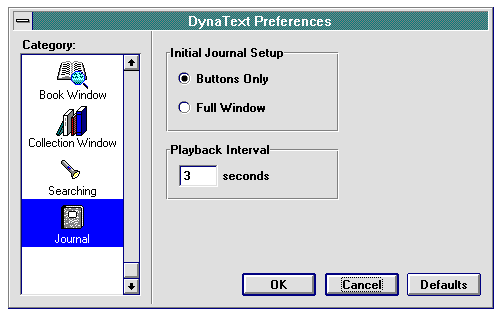 DynaText Preferences
Category:
Book Window
Collection Window
Searching
Journal
Initial Journal Setup
Buttons Only
Full Window
Playback Interval
3 seconds
OK Cancel Defaults